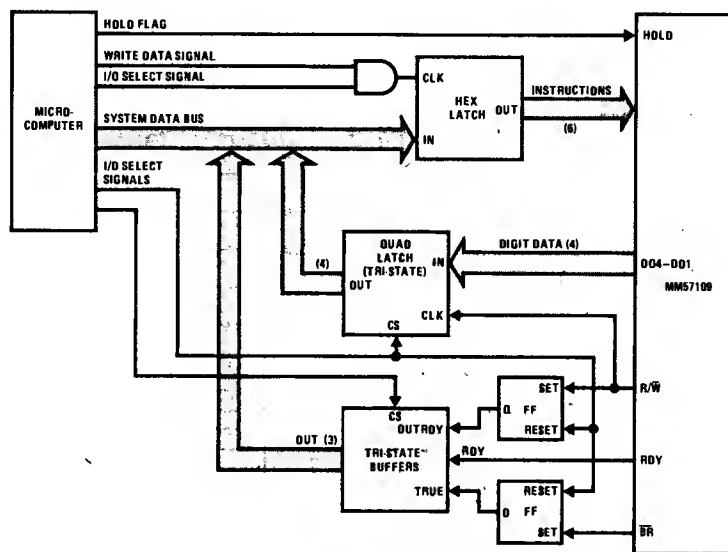 HOLD FLAG
HOLD
WRITE DATA SIGNAL
I/O SELECT SIGNAL
CLK
HEX
LATCH
OUT
INSTRUCTIONS
(6)
MICRO-
COMPUTER
SYSTEM DATA BUS
IN
I/O SELECT
SIGNALS
(4)
QUAD
LATCH
(TRI-STATE)
IN
OUT
DIGIT DATA (4)
DO4–DO1
MM57109
CLK
CS
CS
SET
Q FF
RESET
R/W̅
OUTRDY
OUT (3)
TRI-STATE
BUFFERS
RDY
RDY
TRUE
RESET
Q FF
SET
B̅R̅